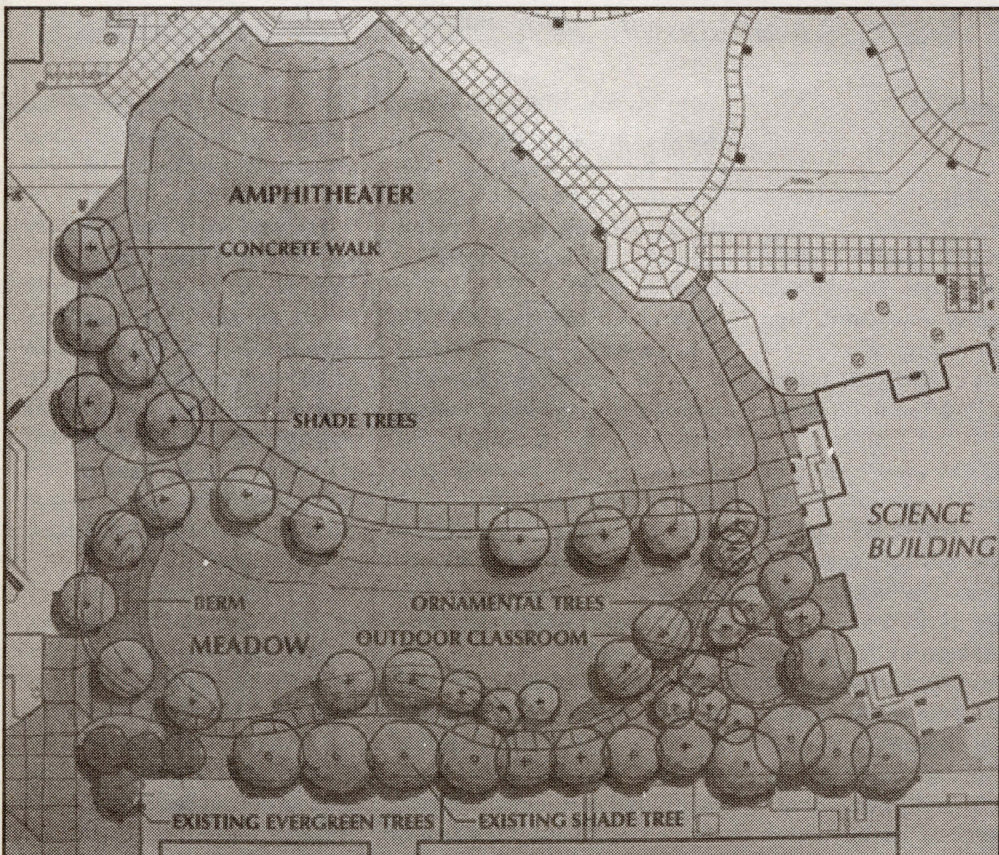 AMPHITHEATER
CONCRETE WALK
SHADE TREES
SCIENCE
BUILDING
BERM
ORNAMENTAL TREES
MEADOW
OUTDOOR CLASSROOM
EXISTING EVERGREEN TREES
EXISTING SHADE TREE